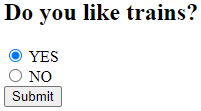 Do you like trains?
YES
NO
Submit